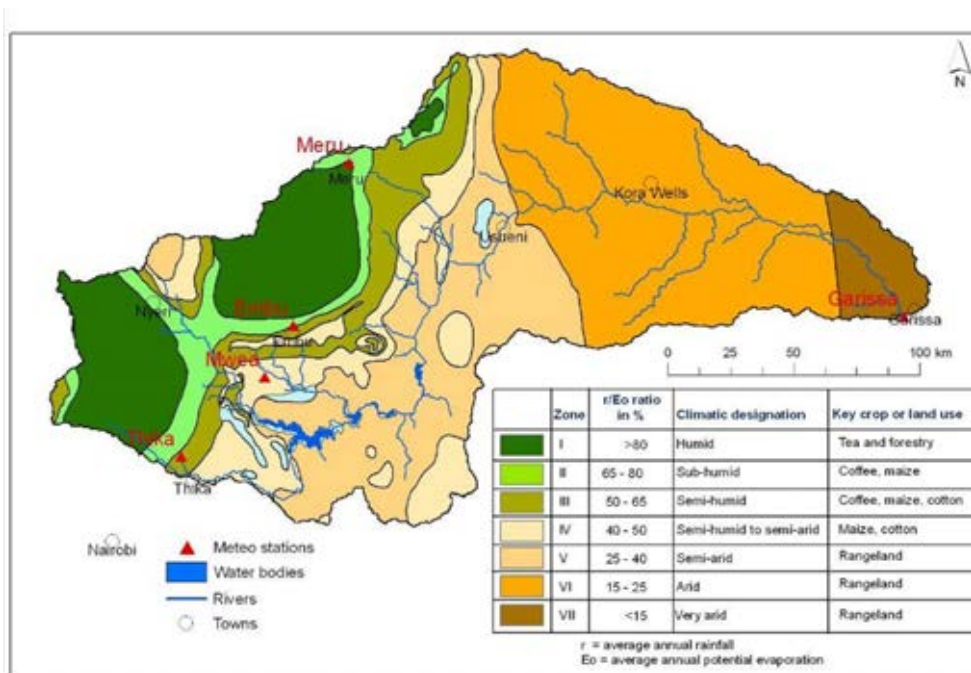 N
Meru
Meru
Kora Wells
Usueni
Nyeri
Embu
Embu
Garissa
Garissa
Mwea
Thika
Thika
Nairobi
0 25 50 100 km
Meteo stations
Water bodies
Rivers
Towns
Zone r/Eo ratio in % Climatic designation Key crop or land use
I >80 Humid Tea and forestry
II 65 - 80 Sub-humid Coffee, maize
III 50 - 65 Semi-humid Coffee, maize, cotton
IV 40 - 50 Semi-humid to semi-arid Maize, cotton
V 25 - 40 Semi-arid Rangeland
VI 15 - 25 Arid Rangeland
VII <15 Very arid Rangeland
r = average annual rainfall
Eo = average annual potential evaporation